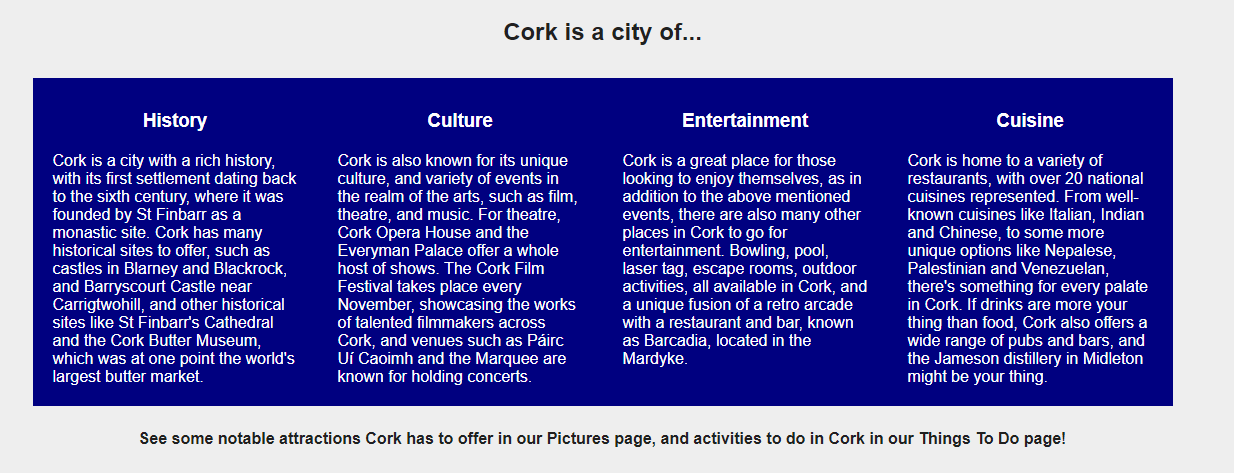 Cork is a city of...
History
Cork is a city with a rich history,
with its first settlement dating back
to the sixth century, where it was
founded by St Finbarr as a
monastic site. Cork has many
historical sites to offer, such as
castles in Blarney and Blackrock,
and Barryscourt Castle near
Carrigtwohill, and other historical
sites like St Finbarr's Cathedral
and the Cork Butter Museum,
which was at one point the world's
largest butter market.
Culture
Cork is also known for its unique
culture, and variety of events in
the realm of the arts, such as film,
theatre, and music. For theatre,
Cork Opera House and the
Everyman Palace offer a whole
host of shows. The Cork Film
Festival takes place every
November, showcasing the works
of talented filmmakers across
Cork, and venues such as Páirc
Uí Caoimh and the Marquee are
known for holding concerts.
Entertainment
Cork is a great place for those
looking to enjoy themselves, as in
addition to the above mentioned
events, there are also many other
places in Cork to go for
entertainment. Bowling, pool,
laser tag, escape rooms, outdoor
activities, all available in Cork, and
a unique fusion of a retro arcade
with a restaurant and bar, known
as Barcadia, located in the
Mardyke.
Cuisine
Cork is home to a variety of
restaurants, with over 20 national
cuisines represented. From well-
known cuisines like Italian, Indian
and Chinese, to some more
unique options like Nepalese,
Palestinian and Venezuelan,
there's something for every palate
in Cork. If drinks are more your
thing than food, Cork also offers a
wide range of pubs and bars, and
the Jameson distillery in Midleton
might be your thing.
See some notable attractions Cork has to offer in our Pictures page, and activities to do in Cork in our Things To Do page!